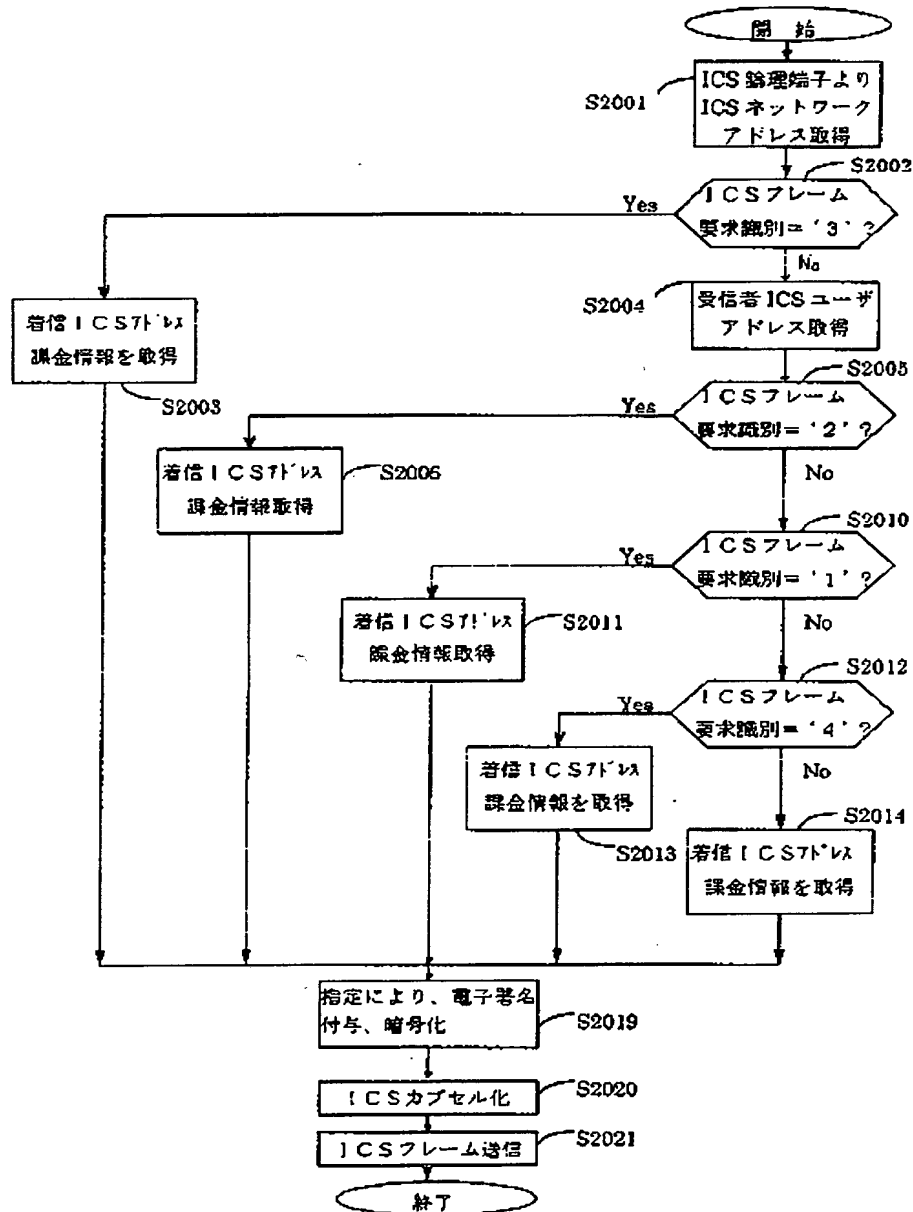 開 始
ICS 論理端子より
ICS ネットワーク
アドレス取得
S2001
S2002
ICSフレーム
要求識別=‘3’?
Yes
No
着信ICSアドレス
課金情報を取得
S2003
S2004
受信者ICSユーザ
アドレス取得
S2005
ICSフレーム
要求識別=‘2’?
Yes
No
着信ICSアドレス
課金情報取得
S2006
S2010
ICSフレーム
要求識別=‘1’?
Yes
No
着信ICSアドレス
課金情報取得
S2011
S2012
ICSフレーム
要求識別=‘4’?
Yes
No
着信ICSアドレス
課金情報を取得
S2013
S2014
着信ICSアドレス
課金情報を取得
指定により、電子署名
付与、暗号化
S2019
ICSカプセル化
S2020
ICSフレーム送信
S2021
終了